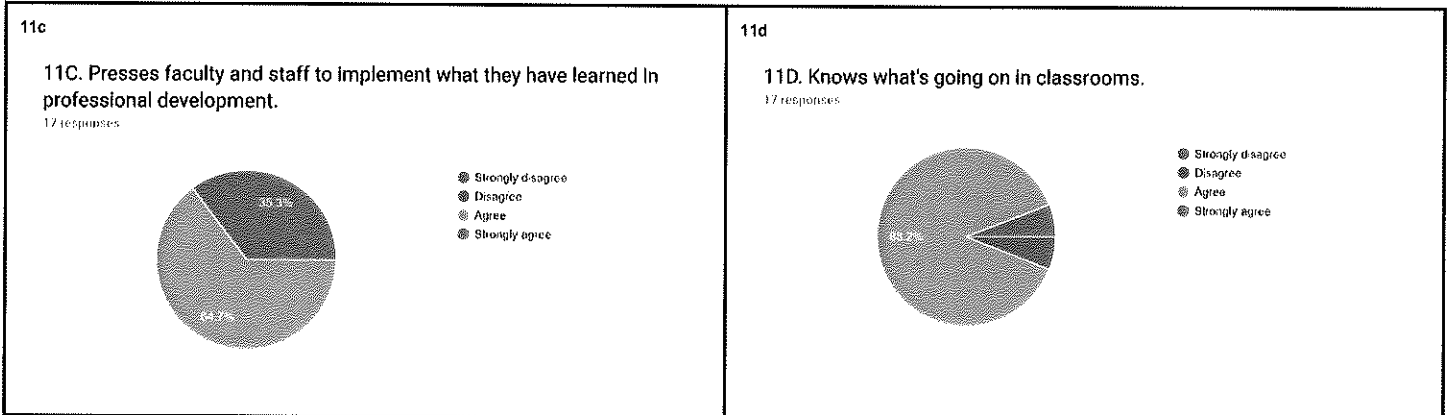 11c
11C. Presses faculty and staff to implement what they have learned in
professional development.
17 responses
35.3%
64.7%
Strongly disagree
Disagree
Agree
Strongly agree
11d
11D. Knows what's going on in classrooms.
17 responses
88.2%
Strongly disagree
Disagree
Agree
Strongly agree